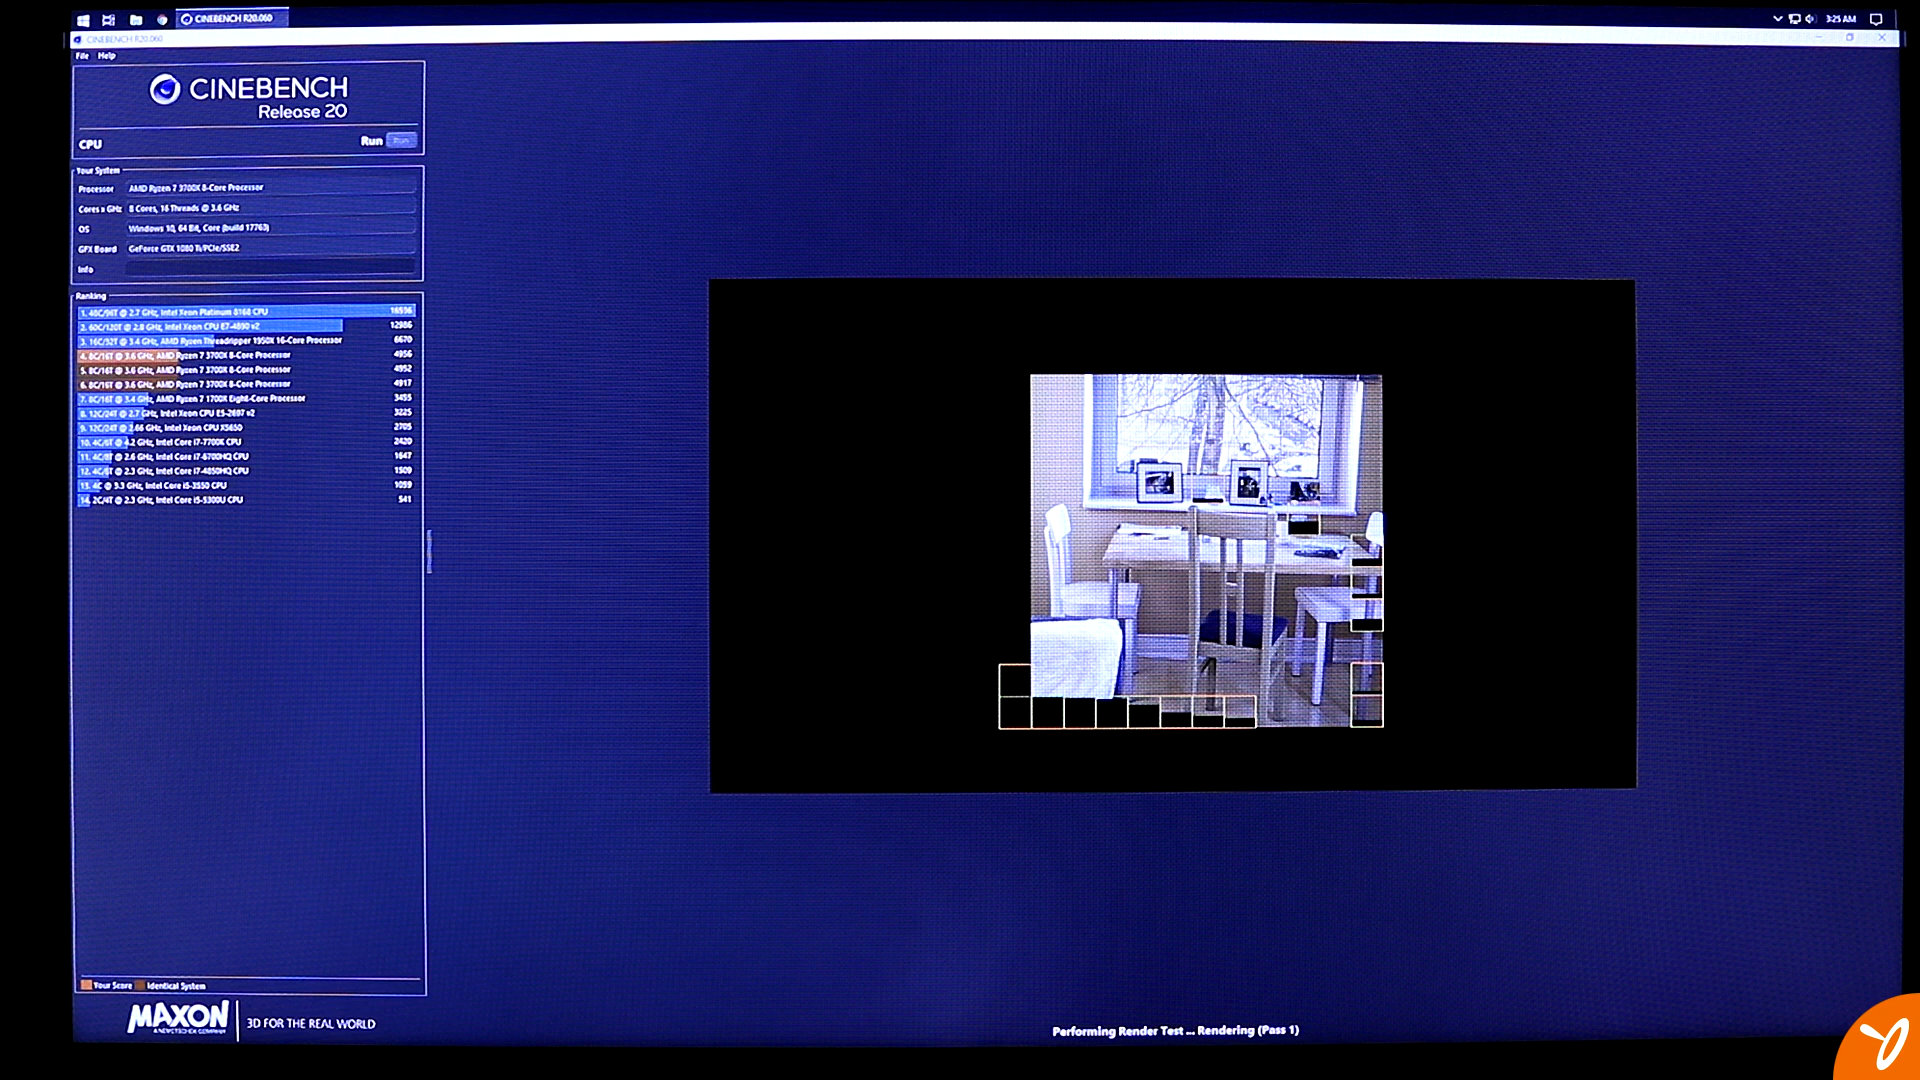 CINEBENCH R20.060
3:25 AM
CINEBENCH R20.060
File Help
CINEBENCH
Release 20
CPU
Run Run
Your System
Processor AMD Ryzen 7 3700X 8-Core Processor
Cores x GHz 8 Cores, 16 Threads @ 3.6 GHz
OS Windows 10, 64 Bit, Core (build 17763)
GFX Board GeForce GTX 1080 Ti/PCIe/SSE2
Info
Ranking
1. 48C/96T @ 2.7 GHz, Intel Xeon Platinum 8168 CPU 16596
2. 60C/120T @ 2.8 GHz, Intel Xeon CPU E7-4890 v2 12986
3. 16C/32T @ 3.4 GHz, AMD Ryzen Threadripper 1950X 16-Core Processor 6670
4. 8C/16T @ 3.6 GHz, AMD Ryzen 7 3700X 8-Core Processor 4956
5. 8C/16T @ 3.6 GHz, AMD Ryzen 7 3700X 8-Core Processor 4952
6. 8C/16T @ 3.6 GHz, AMD Ryzen 7 3700X 8-Core Processor 4917
7. 8C/16T @ 3.4 GHz, AMD Ryzen 7 1700X Eight-Core Processor 3455
8. 12C/24T @ 2.7 GHz, Intel Xeon CPU E5-2697 v2 3225
9. 12C/24T @ 2.66 GHz, Intel Xeon CPU X5650 2705
10. 4C/8T @ 4.2 GHz, Intel Core i7-7700K CPU 2420
11. 4C/8T @ 2.6 GHz, Intel Core i7-6700HQ CPU 1647
12. 4C/8T @ 2.3 GHz, Intel Core i7-4850HQ CPU 1509
13. 4C @ 3.3 GHz, Intel Core i5-3550 CPU 1059
14. 2C/4T @ 2.3 GHz, Intel Core i5-5300U CPU 541
Your Score Identical System
MAXON
A NEMETSCHEK COMPANY
3D FOR THE REAL WORLD
Performing Render Test ... Rendering (Pass 1)